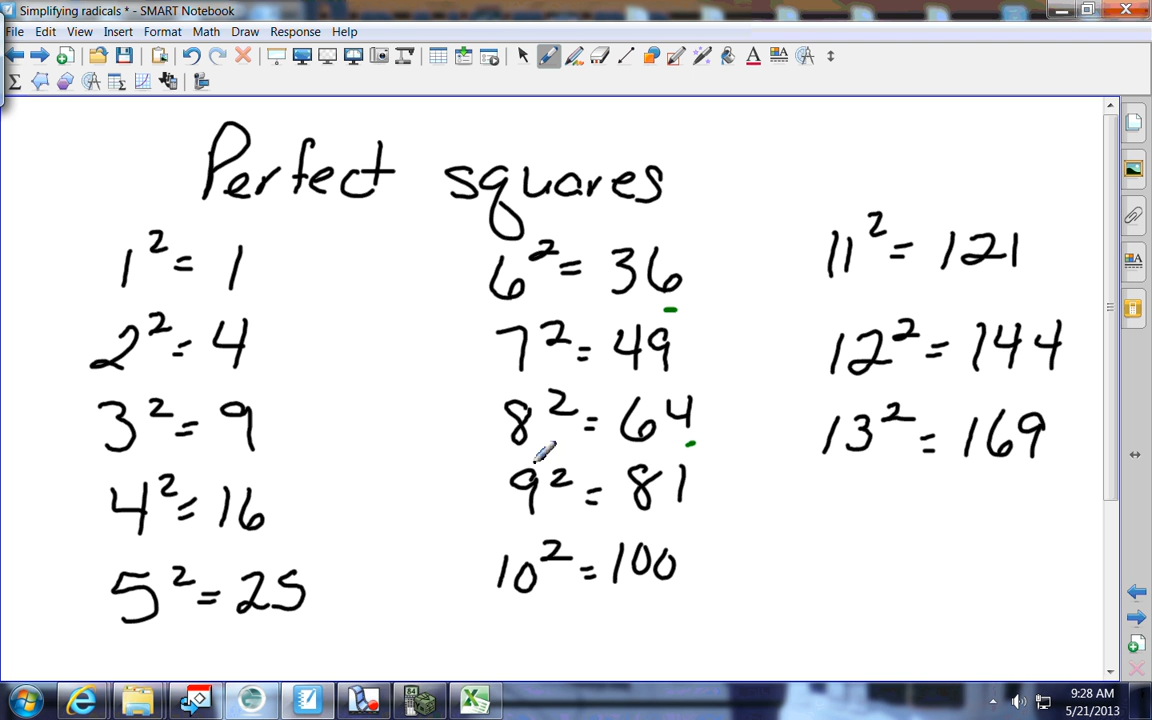 Simplifying radicals * - SMART Notebook
File Edit View Insert Format Math Draw Response Help
Perfect squares
1² = 1
2² = 4
3² = 9
4² = 16
5² = 25
6² = 36
7² = 49
8² = 64
9² = 81
10² = 100
11² = 121
12² = 144
13² = 169
9:28 AM
5/21/2013